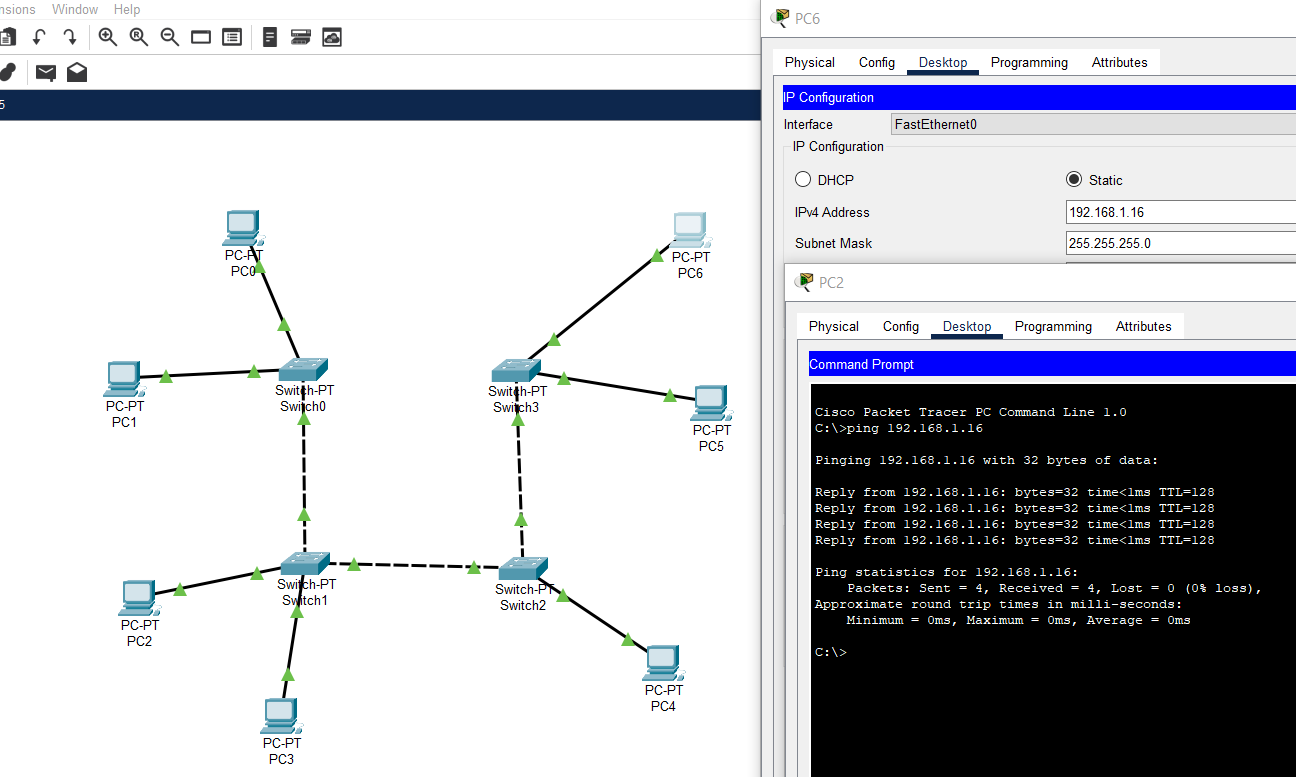 nsions Window Help
5
PC-PT
PC0
PC-PT
PC1
Switch-PT
Switch0
PC-PT
PC6
Switch-PT
Switch3
PC-PT
PC5
Switch-PT
Switch1
Switch-PT
Switch2
PC-PT
PC2
PC-PT
PC3
PC-PT
PC4
PC6
Physical Config Desktop Programming Attributes
IP Configuration
Interface FastEthernet0
IP Configuration
DHCP Static
IPv4 Address 192.168.1.16
Subnet Mask 255.255.255.0
PC2
Physical Config Desktop Programming Attributes
Command Prompt
Cisco Packet Tracer PC Command Line 1.0
C:\>ping 192.168.1.16
Pinging 192.168.1.16 with 32 bytes of data:
Reply from 192.168.1.16: bytes=32 time<1ms TTL=128
Reply from 192.168.1.16: bytes=32 time<1ms TTL=128
Reply from 192.168.1.16: bytes=32 time<1ms TTL=128
Reply from 192.168.1.16: bytes=32 time<1ms TTL=128
Ping statistics for 192.168.1.16:
Packets: Sent = 4, Received = 4, Lost = 0 (0% loss),
Approximate round trip times in milli-seconds:
Minimum = 0ms, Maximum = 0ms, Average = 0ms
C:\>